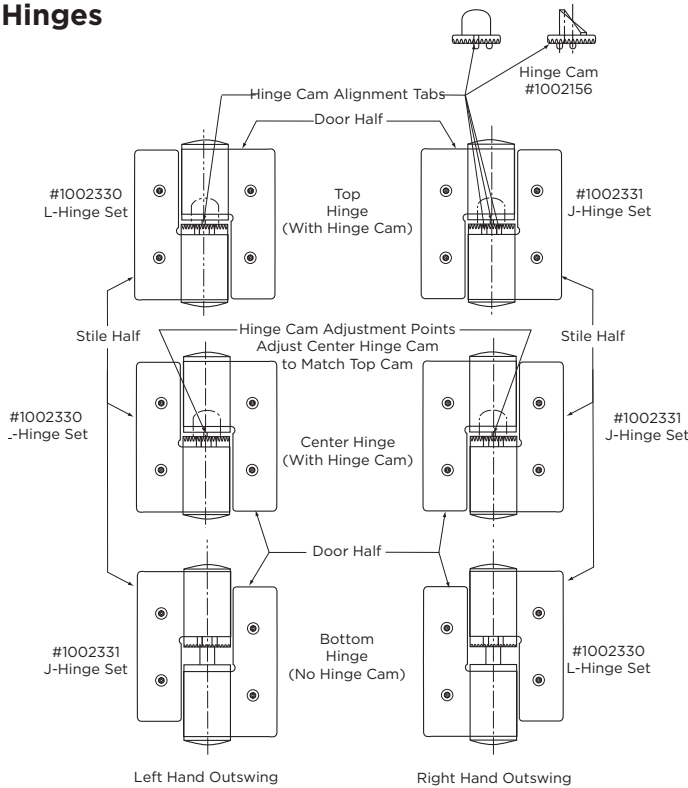 Hinges
Hinge Cam
#1002156
Hinge Cam Alignment Tabs
Door Half
#1002330
L-Hinge Set
Top
Hinge
(With Hinge Cam)
#1002331
J-Hinge Set
Stile Half
Hinge Cam Adjustment Points
Adjust Center Hinge Cam
to Match Top Cam
Stile Half
#1002330
-Hinge Set
Center Hinge
(With Hinge Cam)
#1002331
J-Hinge Set
Door Half
#1002331
J-Hinge Set
Bottom
Hinge
(No Hinge Cam)
#1002330
L-Hinge Set
Left Hand Outswing
Right Hand Outswing